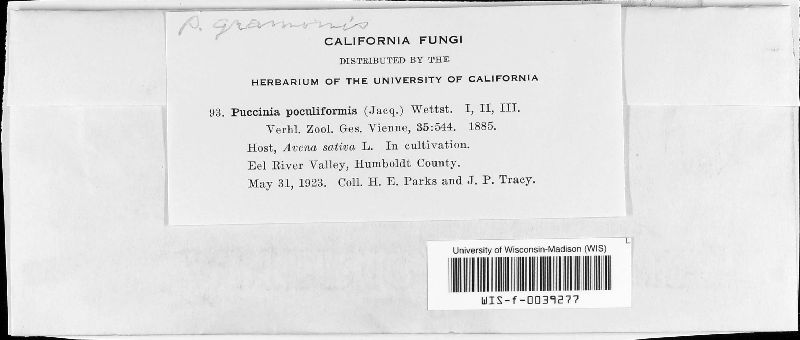 P. graminis
CALIFORNIA FUNGI
DISTRIBUTED BY THE
HERBARIUM OF THE UNIVERSITY OF CALIFORNIA
93. Puccinia poculiformis (Jacq.) Wettst. I, II, III.
Verhl. Zool. Ges. Vienne, 35:544. 1885.
Host, Avena sativa L. In cultivation.
Eel River Valley, Humboldt County.
May 31, 1923. Coll. H. E. Parks and J. P. Tracy.
University of Wisconsin-Madison (WIS)
WIS-f-0039277